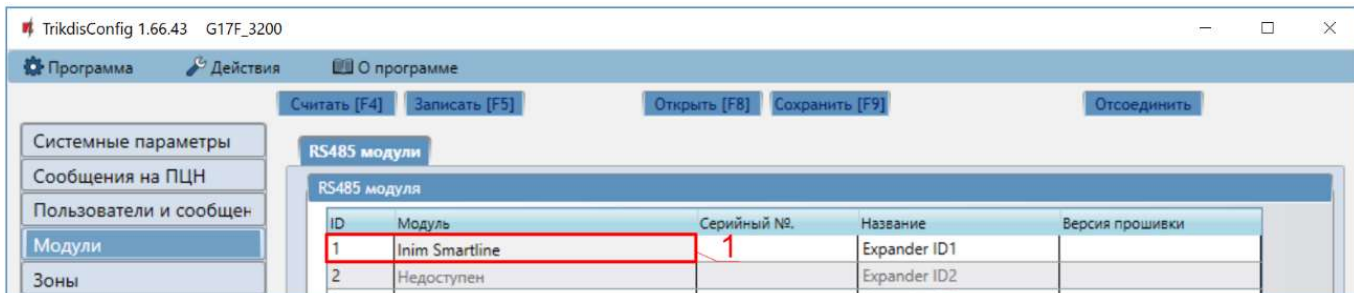 TrikdisConfig 1.66.43 G17F_3200
Программа Действия О программе
Считать [F4] Записать [F5] Открыть [F8] Сохранить [F9] Отсоединить
Системные параметры
Сообщения на ПЦН
Пользователи и сообщен
Модули
Зоны
RS485 модули
RS485 модуля
ID Модуль Серийный №. Название Версия прошивки
1 Inim Smartline 1 Expander ID1
2 Недоступен Expander ID2